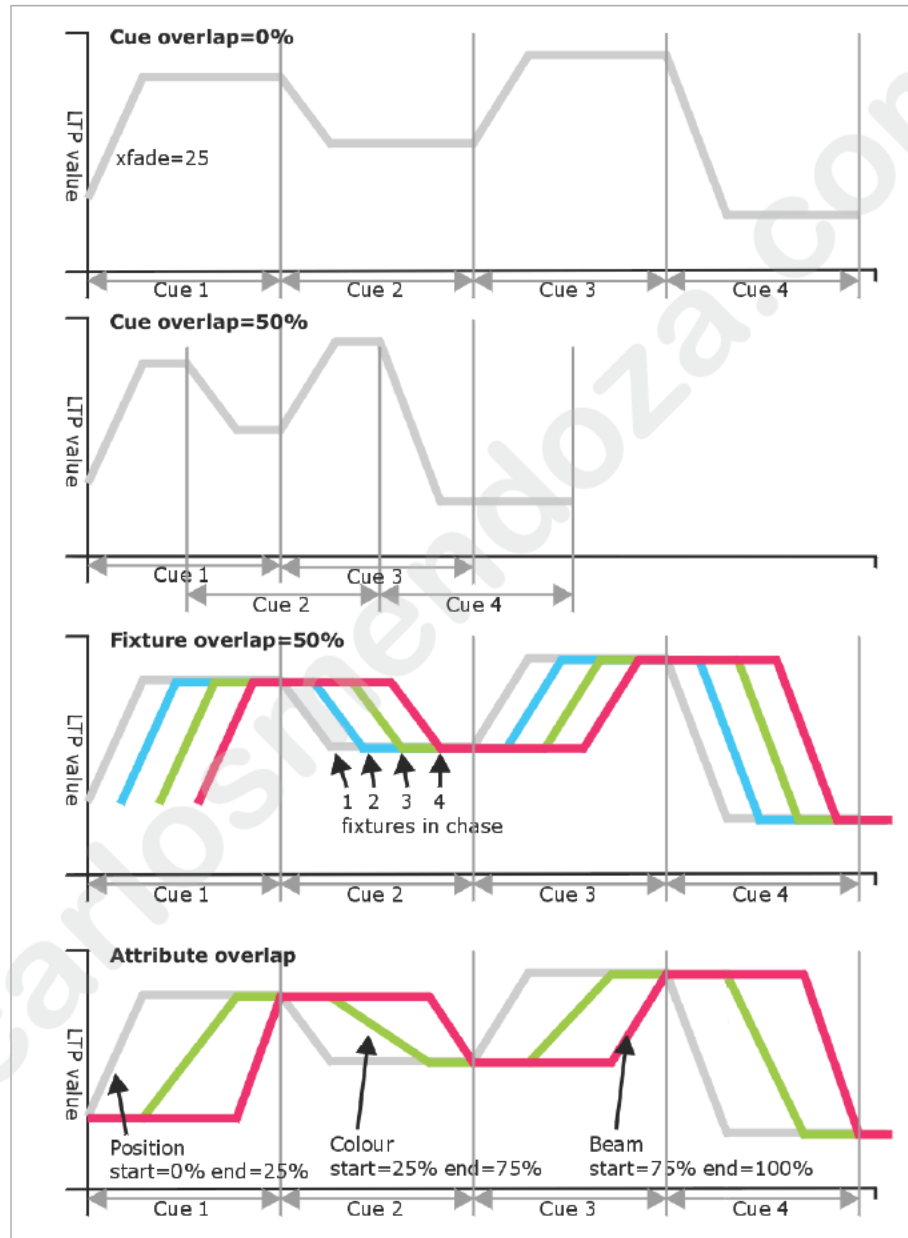 Cue overlap=0%
LTP value
xfade=25
Cue 1
Cue 2
Cue 3
Cue 4
Cue overlap=50%
LTP value
Cue 1
Cue 3
Cue 2
Cue 4
Fixture overlap=50%
LTP value
1 2 3 4
fixtures in chase
Cue 1
Cue 2
Cue 3
Cue 4
Attribute overlap
LTP value
Position
start=0% end=25%
Colour
start=25% end=75%
Beam
start=75% end=100%
Cue 1
Cue 2
Cue 3
Cue 4
carlosmendoza.com